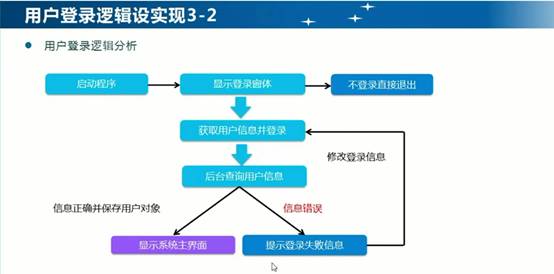 用户登录逻辑设实现3-2
用户登录逻辑分析
启动程序
显示登录窗体
不登录直接退出
获取用户信息并登录
修改登录信息
后台查询用户信息
信息正确并保存用户对象
信息错误
显示系统主界面
提示登录失败信息